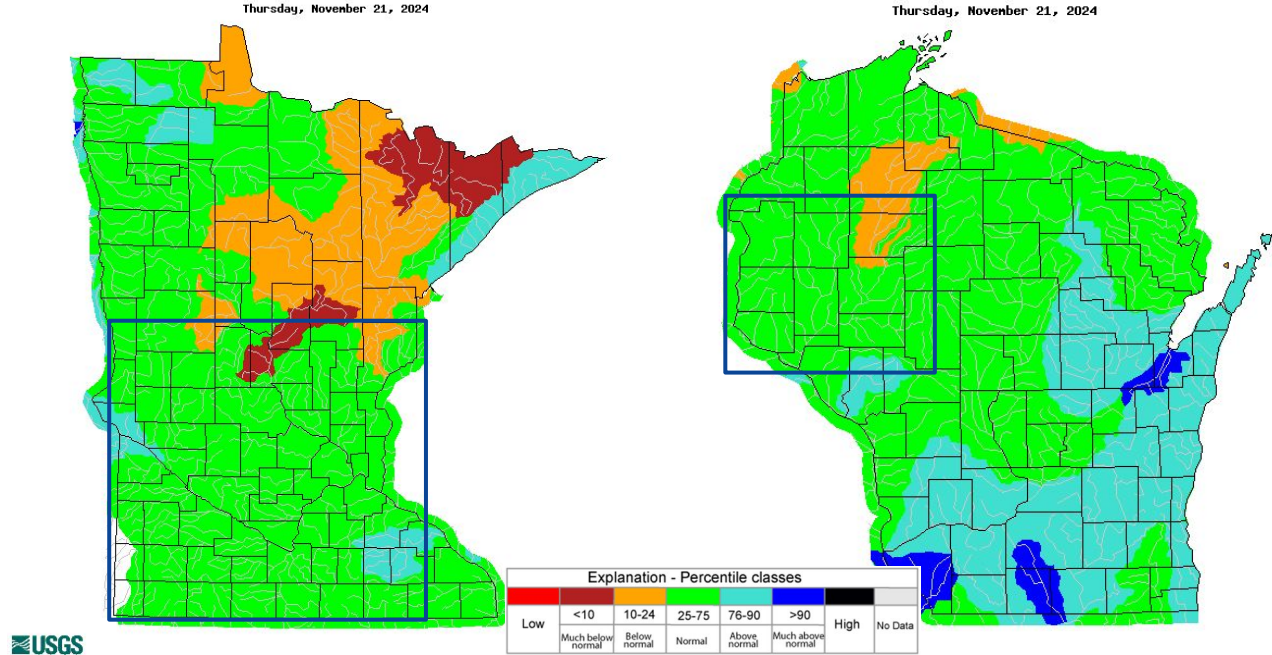 Thursday, November 21, 2024
Thursday, November 21, 2024
Explanation - Percentile classes
Low
<10
10-24
25-75
76-90
>90
High
No Data
Much below
normal
Below
normal
Normal
Above
normal
Much above
normal
USGS